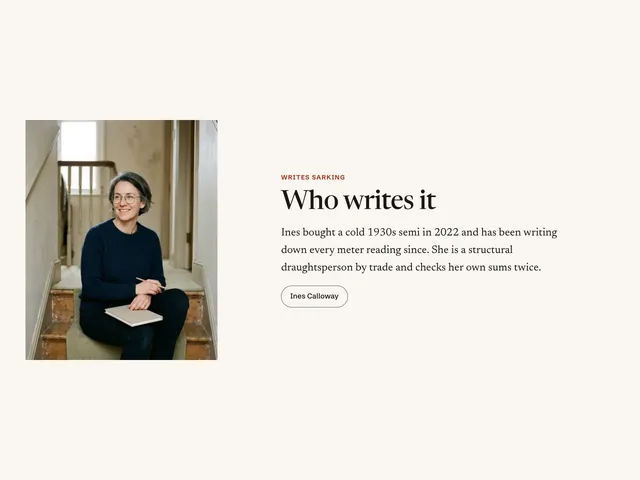 WRITES SARKING
Who writes it
Ines bought a cold 1930s semi in 2022 and has been writing
down every meter reading since. She is a structural
draughtsperson by trade and checks her own sums twice.
Ines Calloway